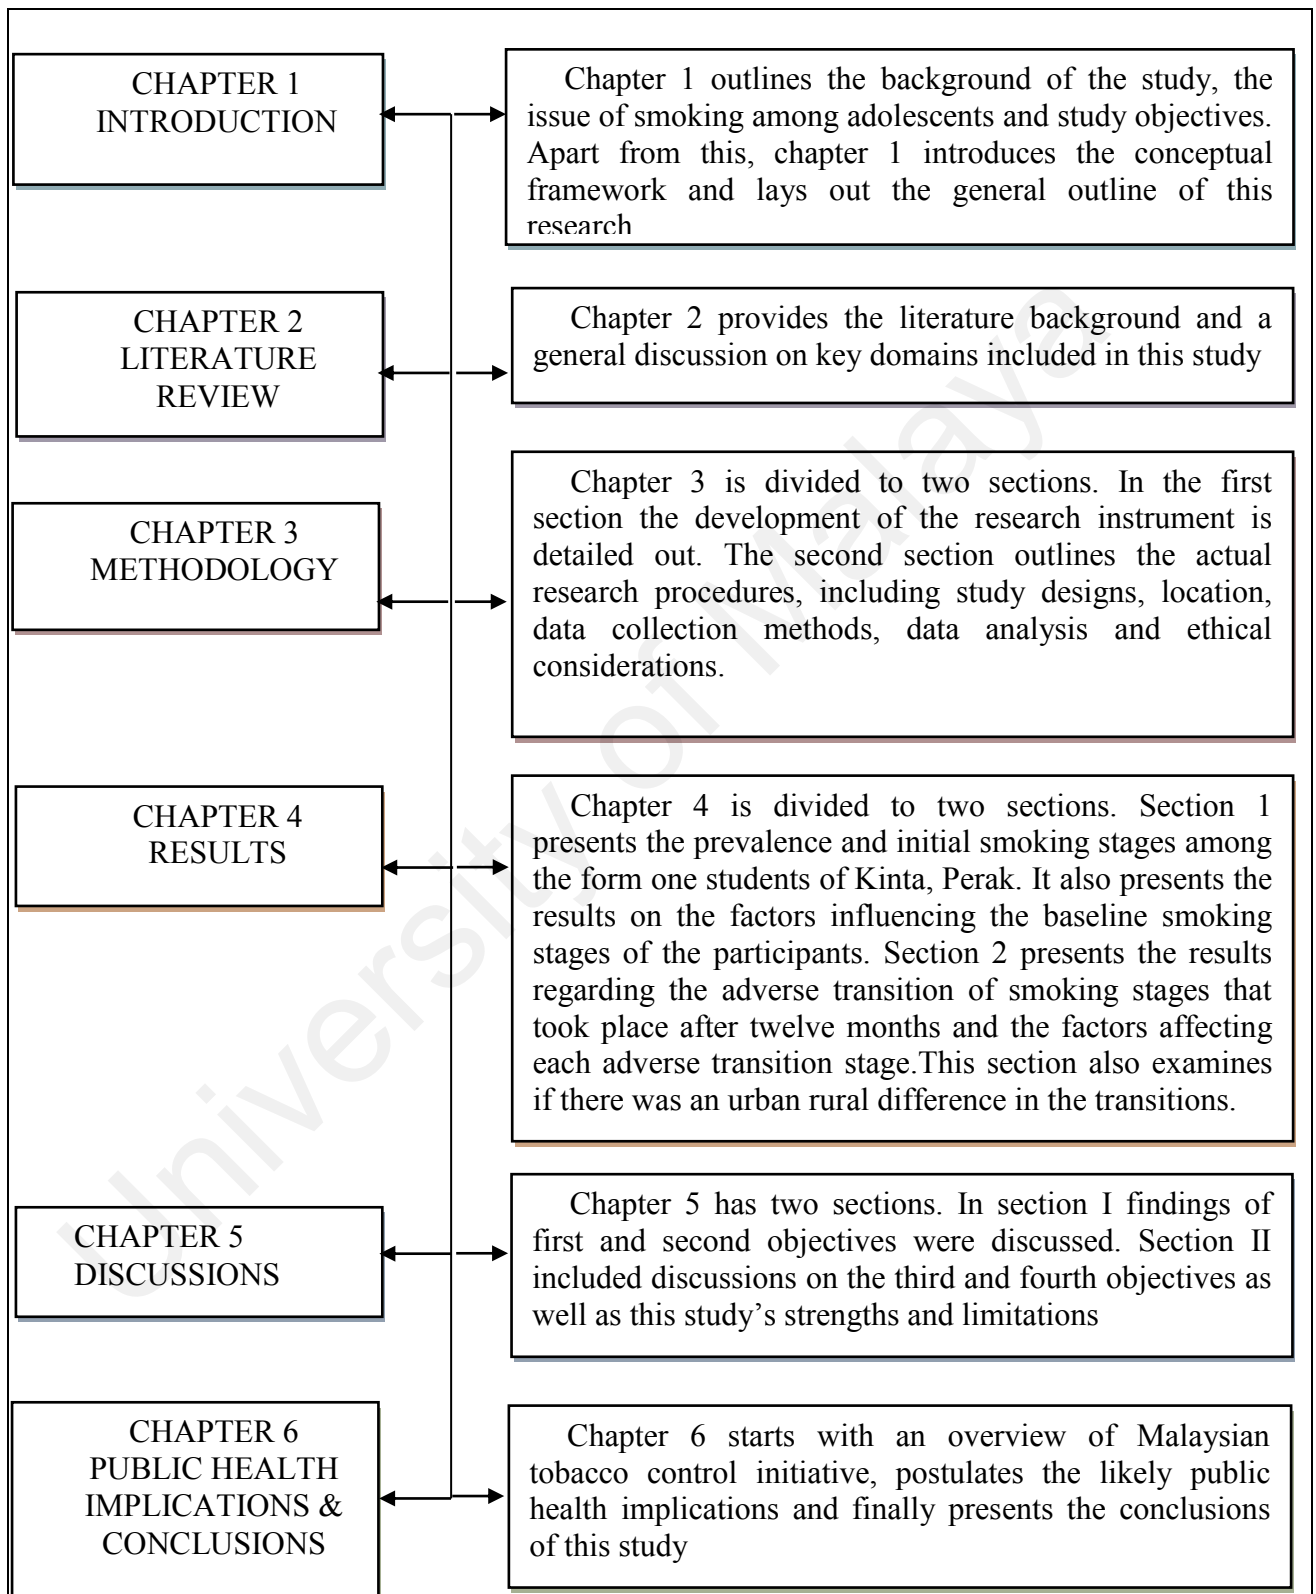 CHAPTER 1
INTRODUCTION
Chapter 1 outlines the background of the study, the
issue of smoking among adolescents and study objectives.
Apart from this, chapter 1 introduces the conceptual
framework and lays out the general outline of this
research
CHAPTER 2
LITERATURE
REVIEW
Chapter 2 provides the literature background and a
general discussion on key domains included in this study
CHAPTER 3
METHODOLOGY
Chapter 3 is divided to two sections. In the first
section the development of the research instrument is
detailed out. The second section outlines the actual
research procedures, including study designs, location,
data collection methods, data analysis and ethical
considerations.
CHAPTER 4
RESULTS
Chapter 4 is divided to two sections. Section 1
presents the prevalence and initial smoking stages among
the form one students of Kinta, Perak. It also presents the
results on the factors influencing the baseline smoking
stages of the participants. Section 2 presents the results
regarding the adverse transition of smoking stages that
took place after twelve months and the factors affecting
each adverse transition stage.This section also examines
if there was an urban rural difference in the transitions.
CHAPTER 5
DISCUSSIONS
Chapter 5 has two sections. In section I findings of
first and second objectives were discussed. Section II
included discussions on the third and fourth objectives as
well as this study's strengths and limitations
CHAPTER 6
PUBLIC HEALTH
IMPLICATIONS &
CONCLUSIONS
Chapter 6 starts with an overview of Malaysian
tobacco control initiative, postulates the likely public
health implications and finally presents the conclusions
of this study
University of Malaya